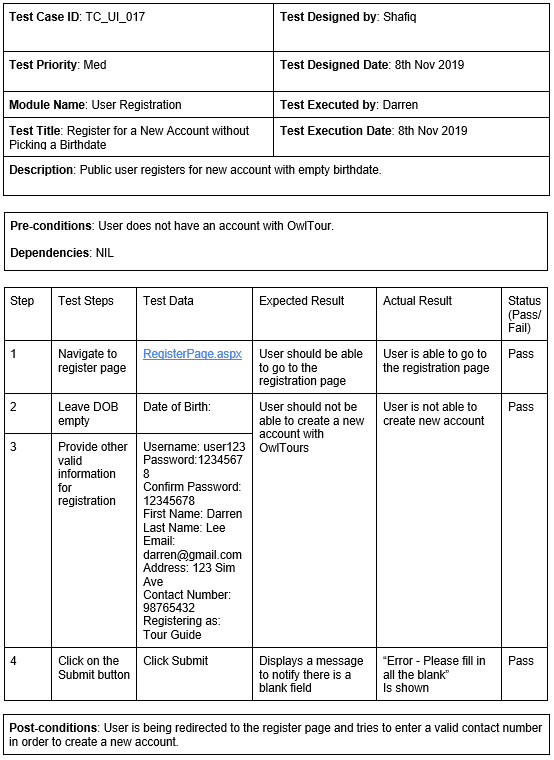 Test Case ID: TC_UI_017
Test Designed by: Shafiq
Test Priority: Med
Test Designed Date: 8th Nov 2019
Module Name: User Registration
Test Executed by: Darren
Test Title: Register for a New Account without
Picking a Birthdate
Test Execution Date: 8th Nov 2019
Description: Public user registers for new account with empty birthdate.
Pre-conditions: User does not have an account with OwlTour.
Dependencies: NIL
Step
Test Steps
Test Data
Expected Result
Actual Result
Status
(Pass/
Fail)
1
Navigate to
register page
RegisterPage.aspx
User should be able
to go to the
registration page
User is able to go to
the registration page
Pass
2
Leave DOB
empty
Date of Birth:
User should not be
able to create a new
account with
OwlTours
User is not able to
create new account
Pass
3
Provide other
valid
information
for
registration
Username: user123
Password:1234567
8
Confirm Password:
12345678
First Name: Darren
Last Name: Lee
Email:
darren@gmail.com
Address: 123 Sim
Ave
Contact Number:
98765432
Registering as:
Tour Guide
4
Click on the
Submit button
Click Submit
Displays a message
to notify there is a
blank field
“Error - Please fill in
all the blank”
Is shown
Pass
Post-conditions: User is being redirected to the register page and tries to enter a valid contact number
in order to create a new account.